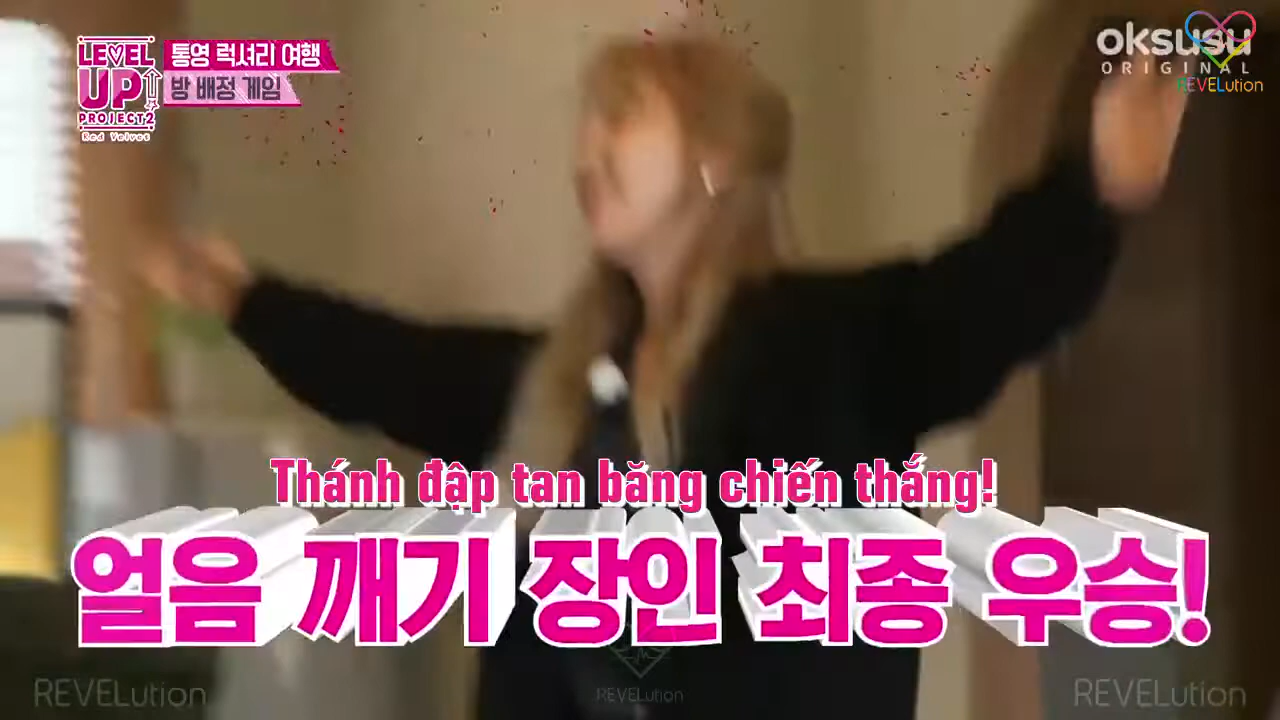 LEVEL
UP
PROJECT2
Red Velvet
통영 럭셔리 여행
방 배정 게임
oksusu
ORIGINAL
REVELution
Thánh đập tan băng chiến thắng!
얼음 깨기 장인 최종 우승!
REVELution
REVELution
REVELution